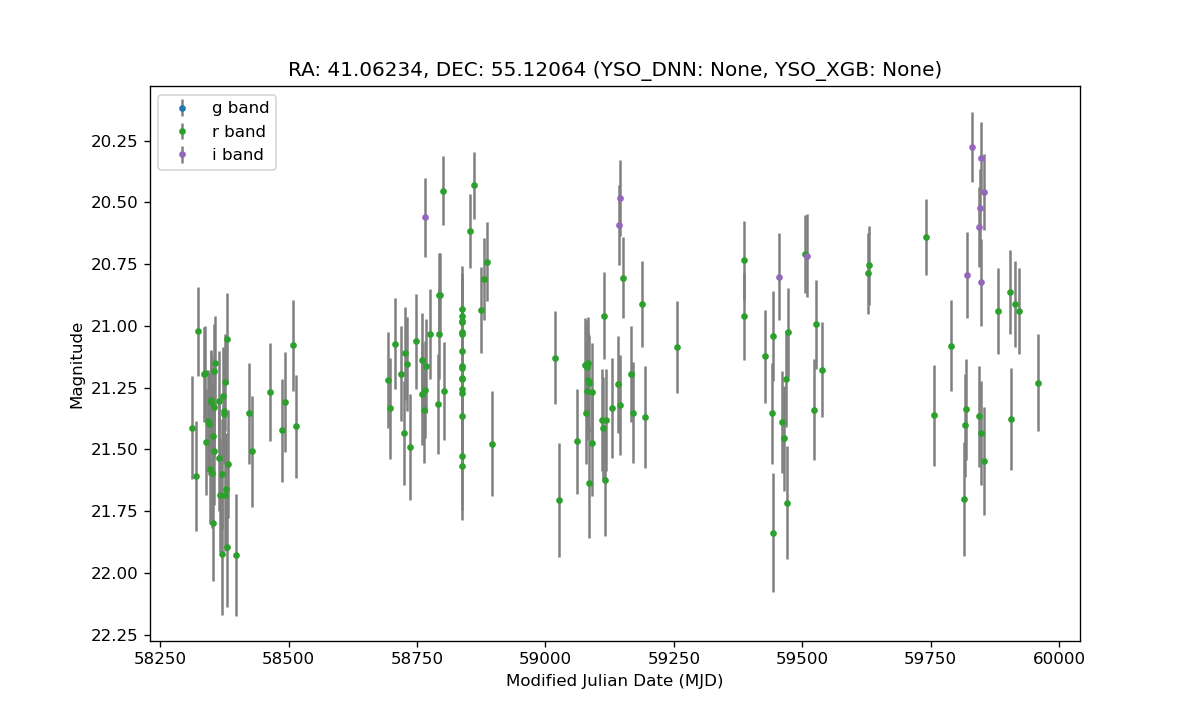 RA: 41.06234, DEC: 55.12064 (YSO_DNN: None, YSO_XGB: None)
g band
r band
i band
20.25
20.50
20.75
21.00
21.25
21.50
21.75
22.00
22.25
Magnitude
58250 58500 58750 59000 59250 59500 59750 60000
Modified Julian Date (MJD)